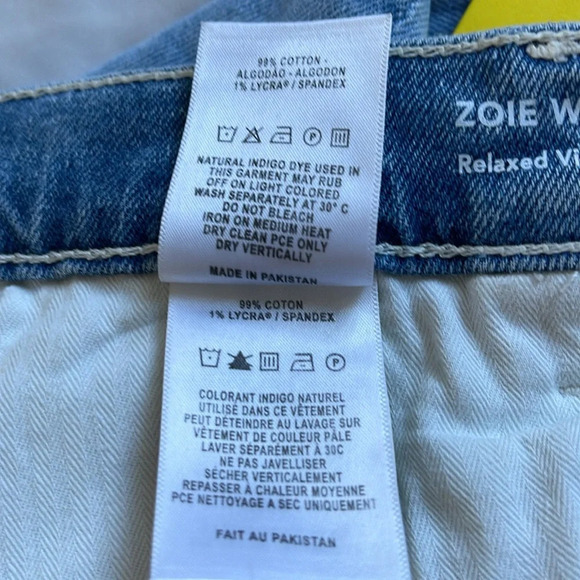 99% COTTON -
ALGODÃO - ALGODON
1% LYCRA® / SPANDEX
NATURAL INDIGO DYE USED IN
THIS GARMENT MAY RUB
OFF ON LIGHT COLORED
WASH SEPARATELY AT 30° C
DO NOT BLEACH
IRON ON MEDIUM HEAT
DRY CLEAN PCE ONLY
DRY VERTICALLY
MADE IN PAKISTAN
99% COTON
1% LYCRA® / SPANDEX
COLORANT INDIGO NATUREL
UTILISÉ DANS CE VÊTEMENT
PEUT DÉTEINDRE AU LAVAGE SUR
VÊTEMENT DE COULEUR PÂLE
LAVER SÉPARÉMENT À 30C
NE PAS JAVELLISER
SÉCHER VERTICALEMENT
REPASSER À CHALEUR MOYENNE
PCE NETTOYAGE A SEC UNIQUEMENT
FAIT AU PAKISTAN
ZOIE W
Relaxed Vi